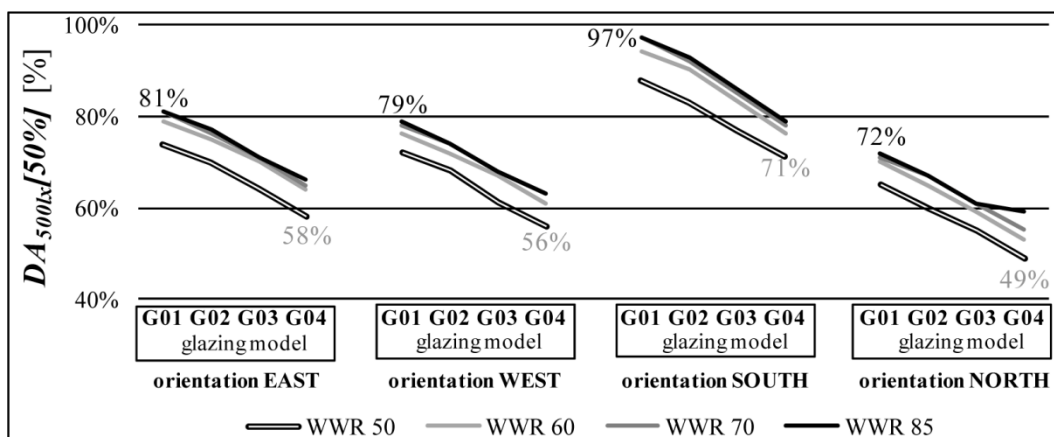 DA500lx[50%] [%]
100%
80%
60%
40%
81%
58%
79%
56%
97%
71%
72%
49%
G01 G02 G03 G04
glazing model
orientation EAST
G01 G02 G03 G04
glazing model
orientation WEST
G01 G02 G03 G04
glazing model
orientation SOUTH
G01 G02 G03 G04
glazing model
orientation NORTH
WWR 50 WWR 60 WWR 70 WWR 85